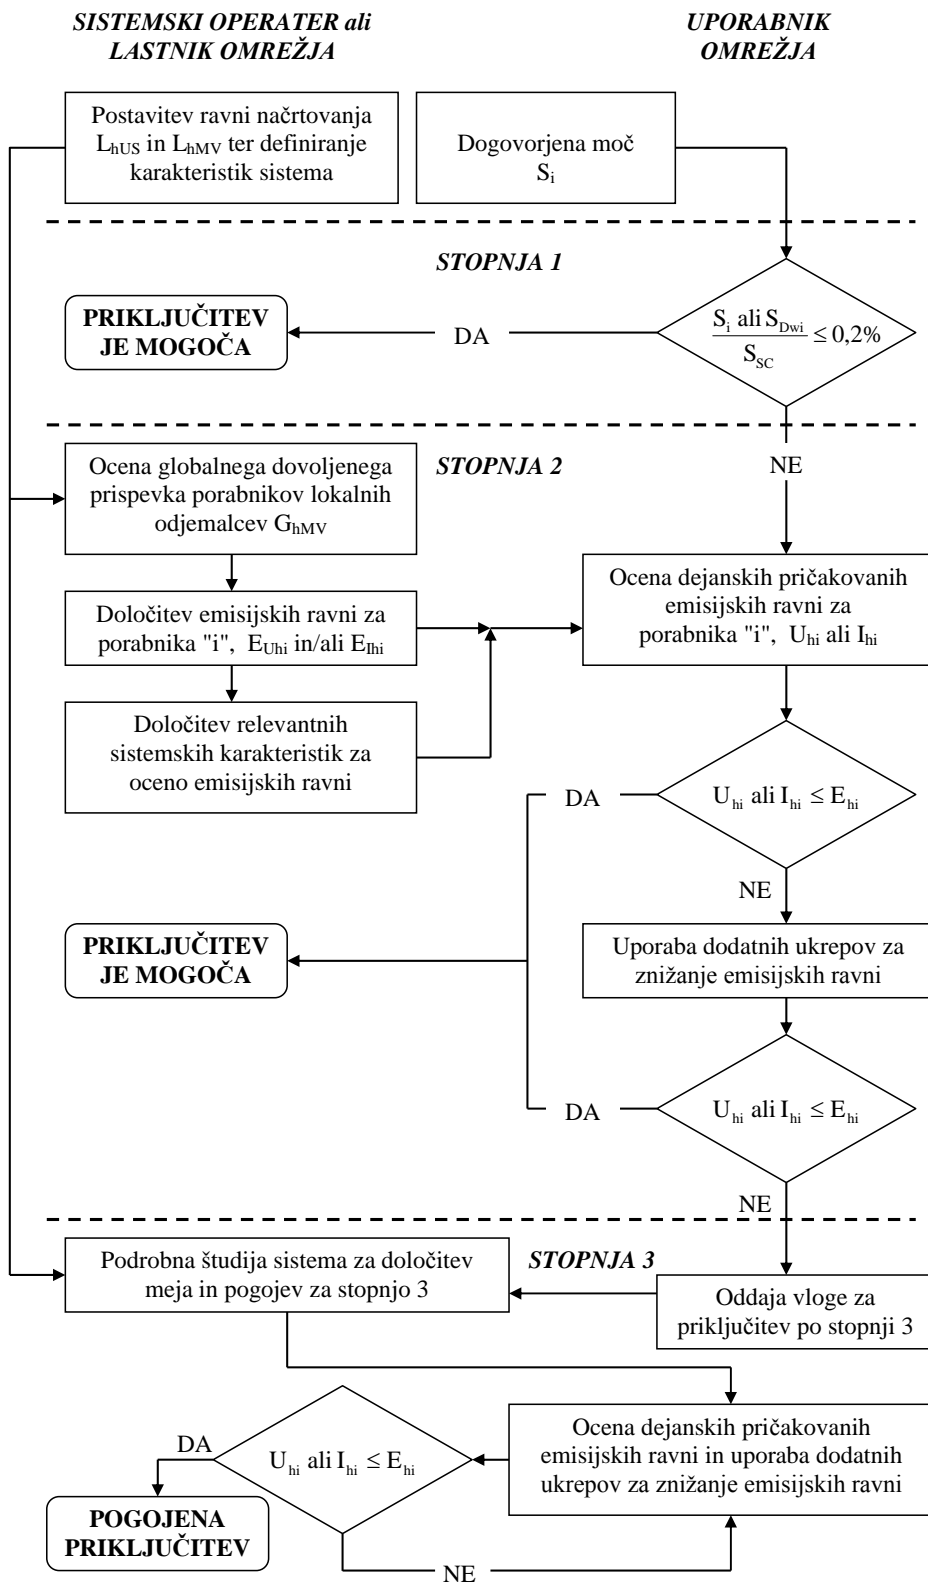 SISTEMSKI OPERATER ali
LASTNIK OMREŽJA
UPORABNIK
OMREŽJA
Postavitev ravni načrtovanja
LhUS in LhMV ter definiranje
karakteristik sistema
Dogovorjena moč
Si
STOPNJA 1
PRIKLJUČITEV
JE MOGOČA
DA
Si ali SDwi
SSC
≤ 0,2%
STOPNJA 2
NE
Ocena globalnega dovoljenega
prispevka porabnikov lokalnih
odjemalcev GhMV
Določitev emisijskih ravni za
porabnika "i", EUhi in/ali EIhi
Določitev relevantnih
sistemskih karakteristik za
oceno emisijskih ravni
Ocena dejanskih pričakovanih
emisijskih ravni za
porabnika "i", Uhi ali Ihi
DA
Uhi ali Ihi ≤ Ehi
NE
PRIKLJUČITEV
JE MOGOČA
Uporaba dodatnih ukrepov za
znižanje emisijskih ravni
DA
Uhi ali Ihi ≤ Ehi
NE
STOPNJA 3
Podrobna študija sistema za določitev
meja in pogojev za stopnjo 3
Oddaja vloge za
priključitev po stopnji 3
Ocena dejanskih pričakovanih
emisijskih ravni in uporaba dodatnih
ukrepov za znižanje emisijskih ravni
DA
Uhi ali Ihi ≤ Ehi
POGOJENA
PRIKLJUČITEV
NE